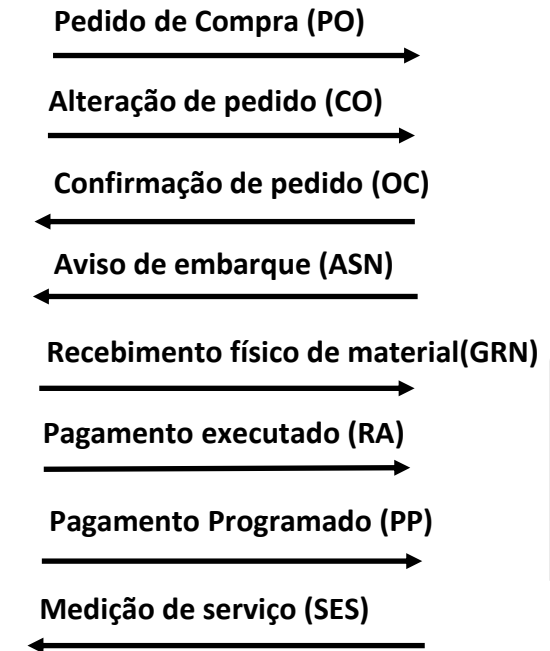 Pedido de Compra (PO)
Alteração de pedido (CO)
Confirmação de pedido (OC)
Aviso de embarque (ASN)
Recebimento físico de material(GRN)
Pagamento executado (RA)
Pagamento Programado (PP)
Medição de serviço (SES)